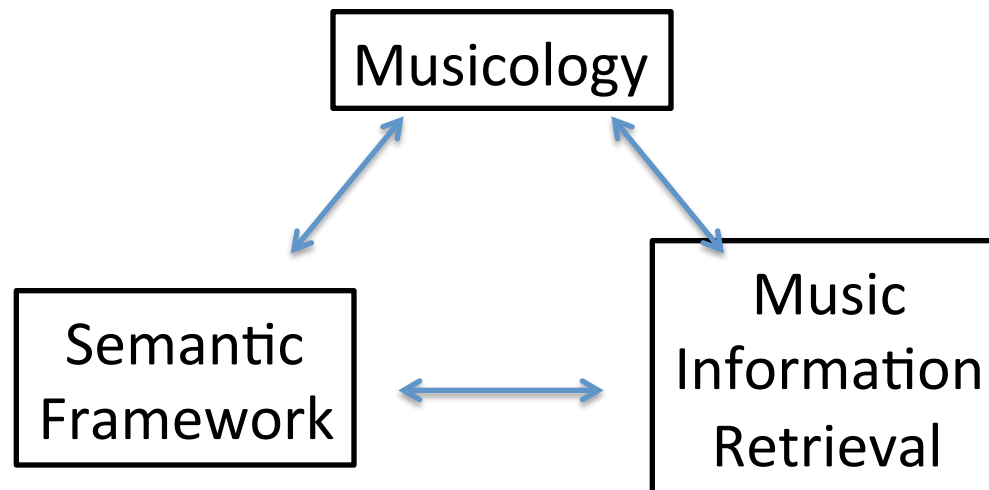 Musicology
Semantic
Framework
Music
Information
Retrieval